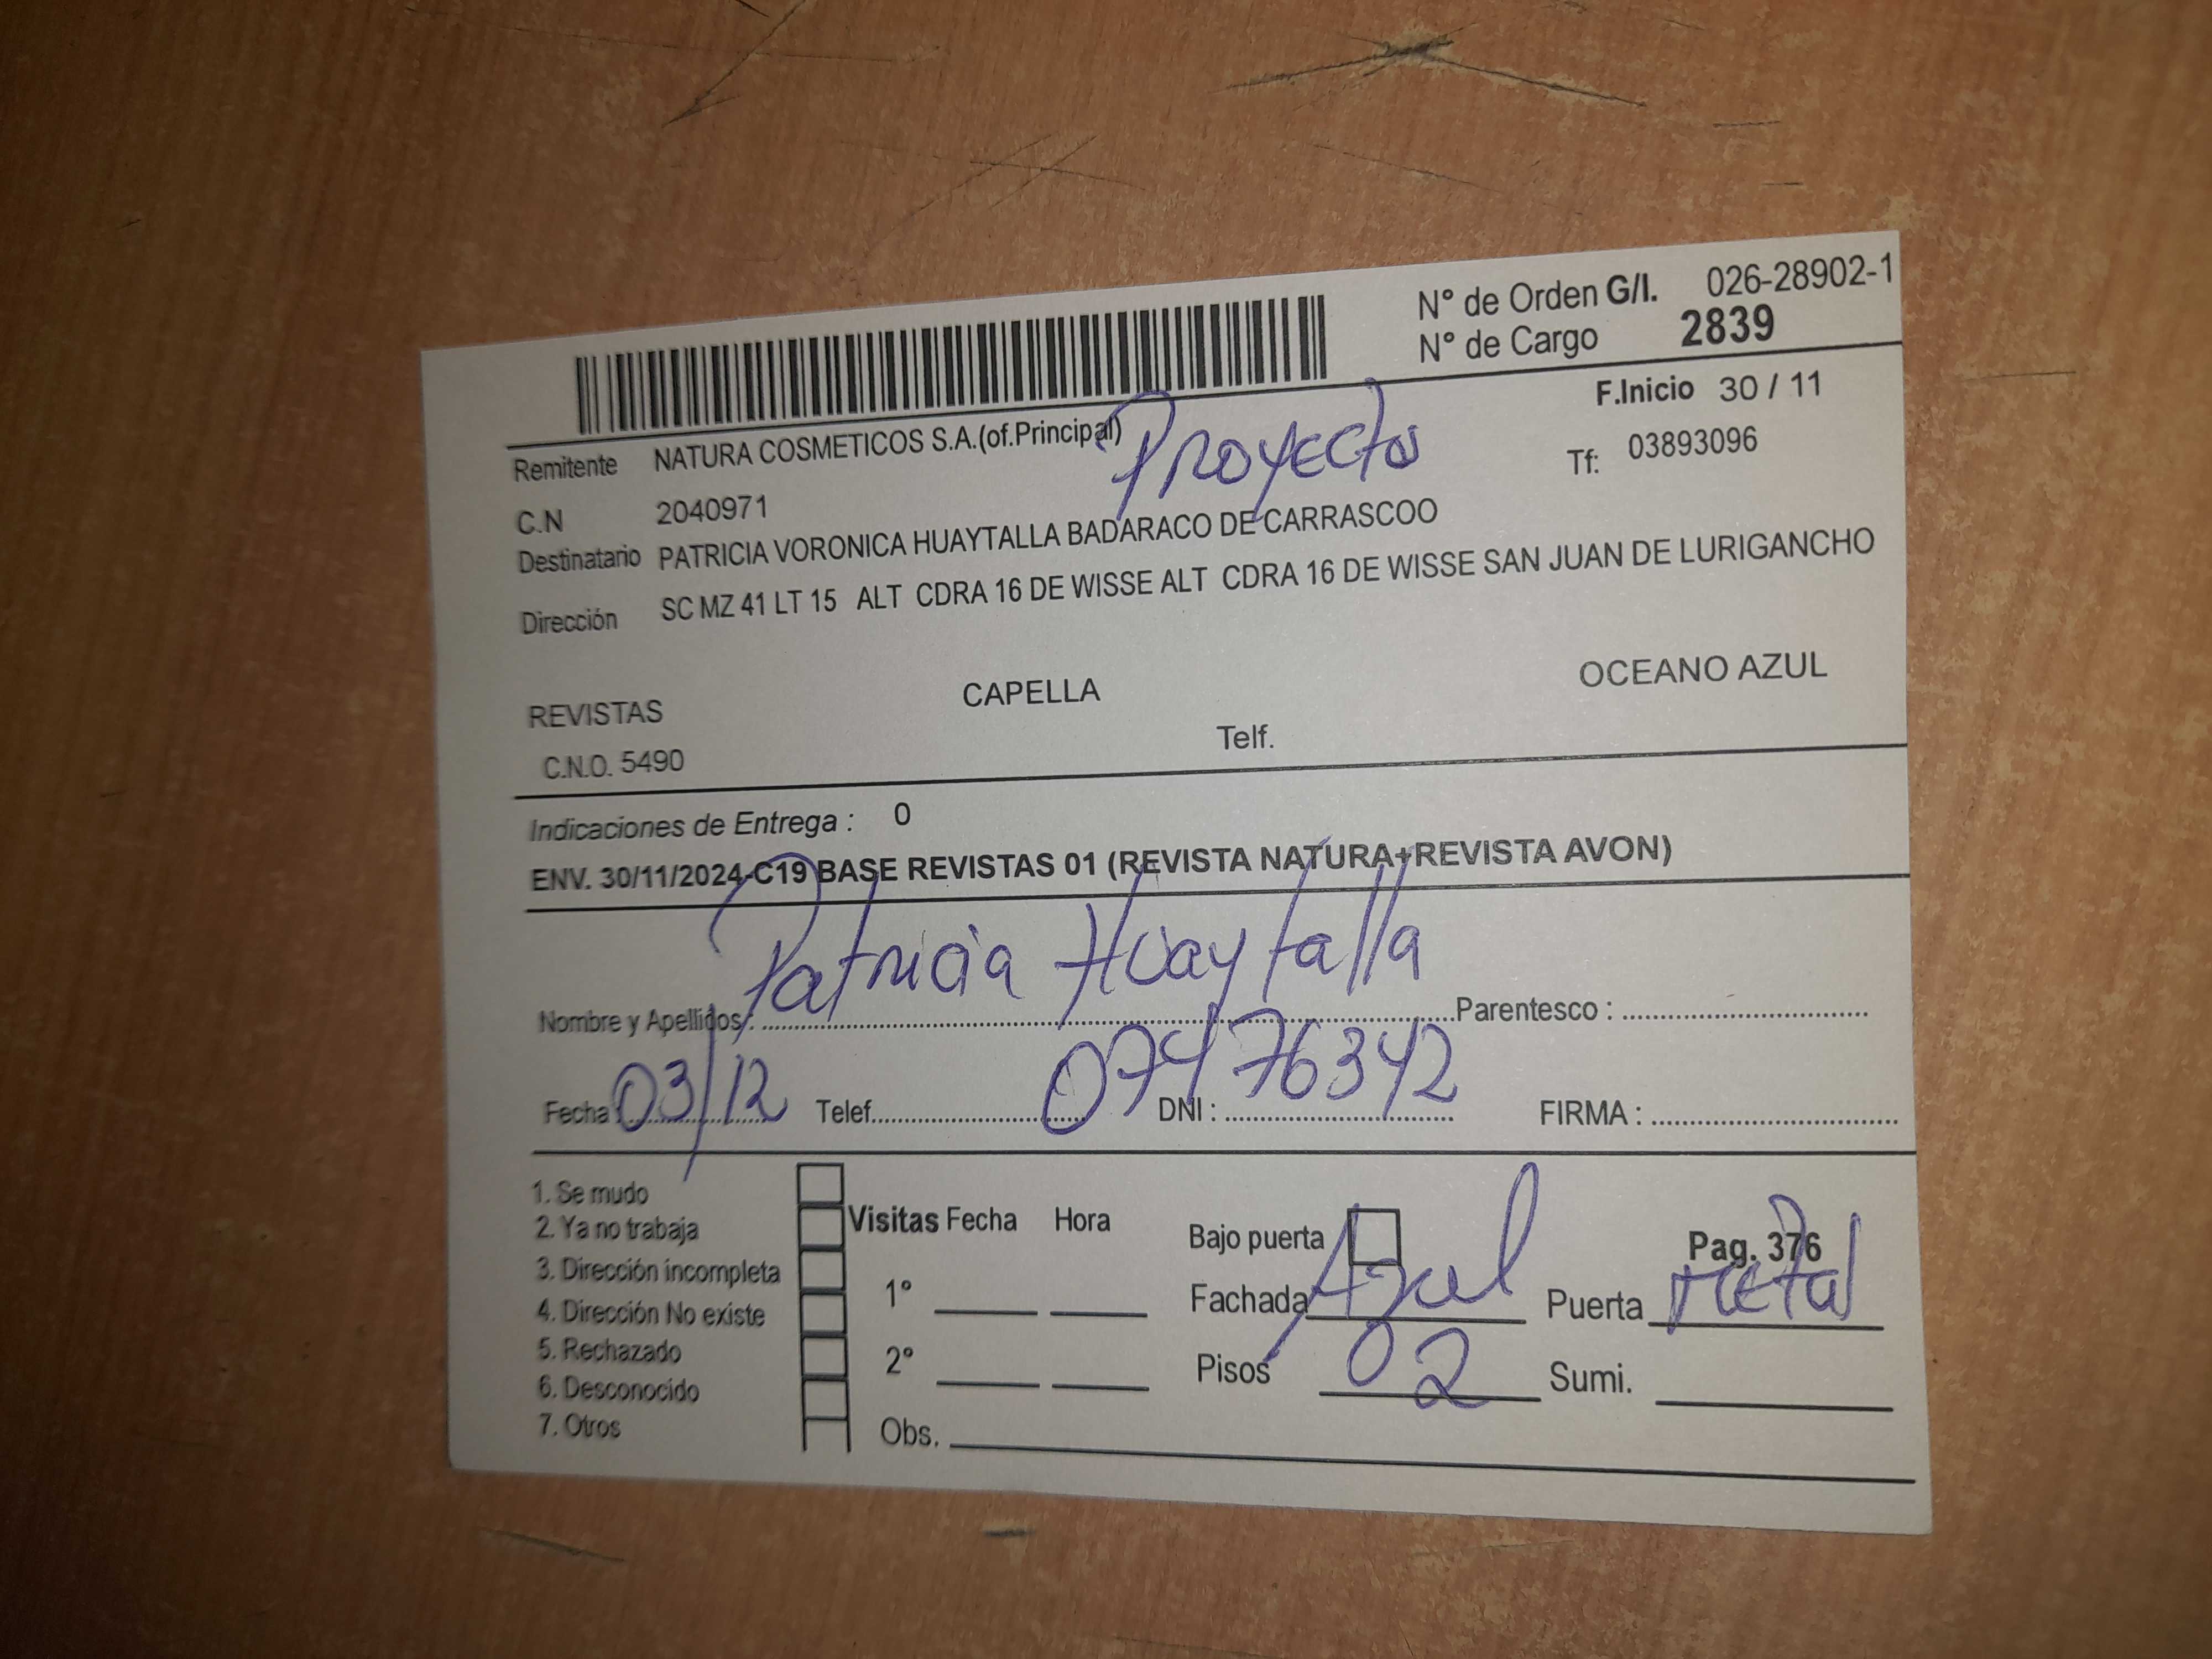 N° de Orden G/I. 026-28902-1
N° de Cargo 2839
F.Inicio 30 / 11
Remitente NATURA COSMETICOS S.A.(of.Principal) Proyectos
Tf: 03893096
C.N 2040971
Destinatario PATRICIA VORONICA HUAYTALLA BADARACO DE CARRASCOO
Dirección SC MZ 41 LT 15 ALT CDRA 16 DE WISSE ALT CDRA 16 DE WISSE SAN JUAN DE LURIGANCHO
REVISTAS CAPELLA OCEANO AZUL
C.N.O. 5490 Telf.
Indicaciones de Entrega : 0
ENV. 30/11/2024-C19 BASE REVISTAS 01 (REVISTA NATURA+REVISTA AVON)
Nombre y Apellidos : Patricia Huaytalla Parentesco :
Fecha : 03/12 Telef. DNI : 07476342 FIRMA :
1. Se mudo
2. Ya no trabaja
3. Dirección incompleta
4. Dirección No existe
5. Rechazado
6. Desconocido
7. Otros
Visitas Fecha Hora
1°
2°
Obs.
Bajo puerta Pag. 376
Fachada Azul Puerta Metal
Pisos 02 Sumi.